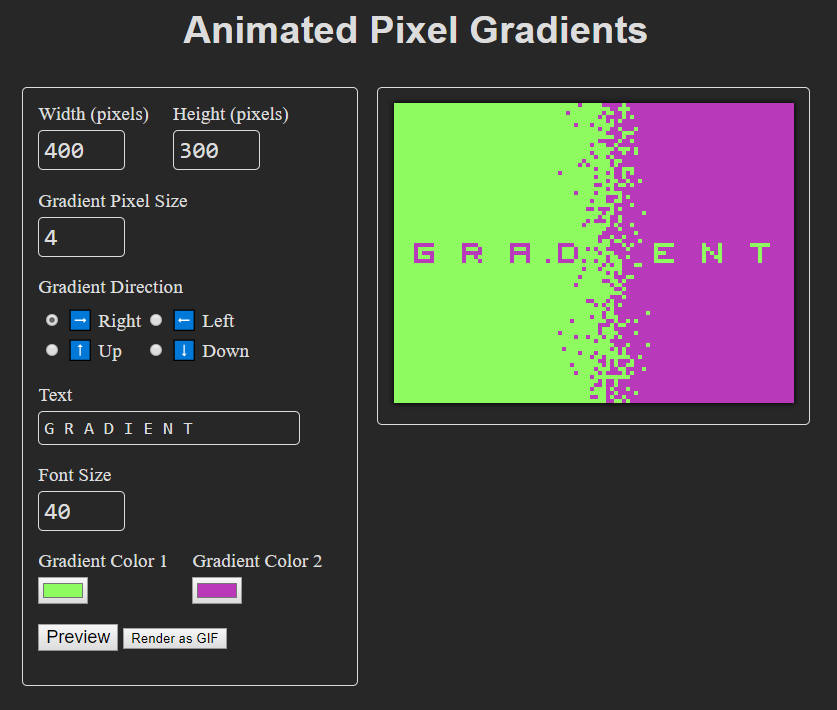 Animated Pixel Gradients
Width (pixels) Height (pixels)
400 300
Gradient Pixel Size
4
Gradient Direction
→ Right ← Left
↑ Up ↓ Down
Text
G R A D I E N T
Font Size
40
Gradient Color 1 Gradient Color 2
Preview Render as GIF
G R A D I E N T